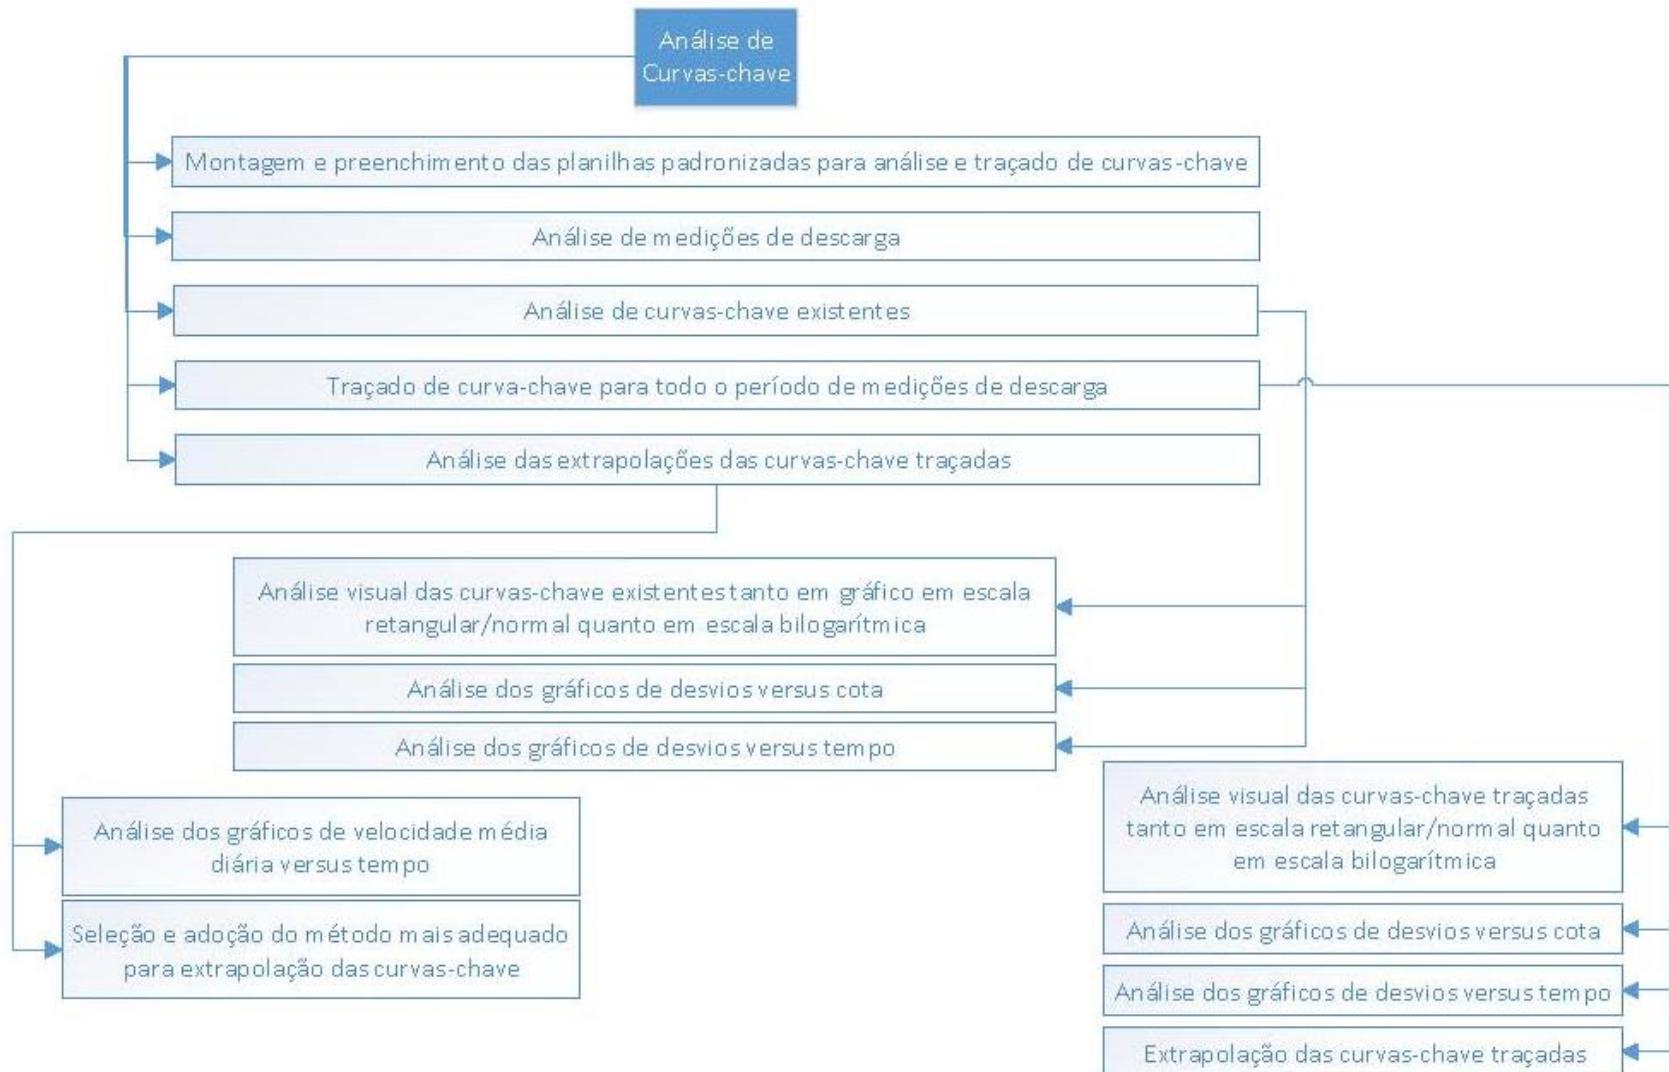 Análise de
Curvas-chave
Montagem e preenchimento das planilhas padronizadas para análise e traçado de curvas-chave
Análise de medições de descarga
Análise de curvas-chave existentes
Traçado de curva-chave para todo o período de medições de descarga
Análise das extrapolações das curvas-chave traçadas
Análise visual das curvas-chave existentes tanto em gráfico em escala
retangular/normal quanto em escala bilogarítmica
Análise dos gráficos de desvios versus cota
Análise dos gráficos de desvios versus tempo
Análise dos gráficos de velocidade média
diária versus tempo
Seleção e adoção do método mais adequado
para extrapolação das curvas-chave
Análise visual das curvas-chave traçadas
tanto em escala retangular/normal quanto
em escala bilogarítmica
Análise dos gráficos de desvios versus cota
Análise dos gráficos de desvios versus tempo
Extrapolação das curvas-chave traçadas